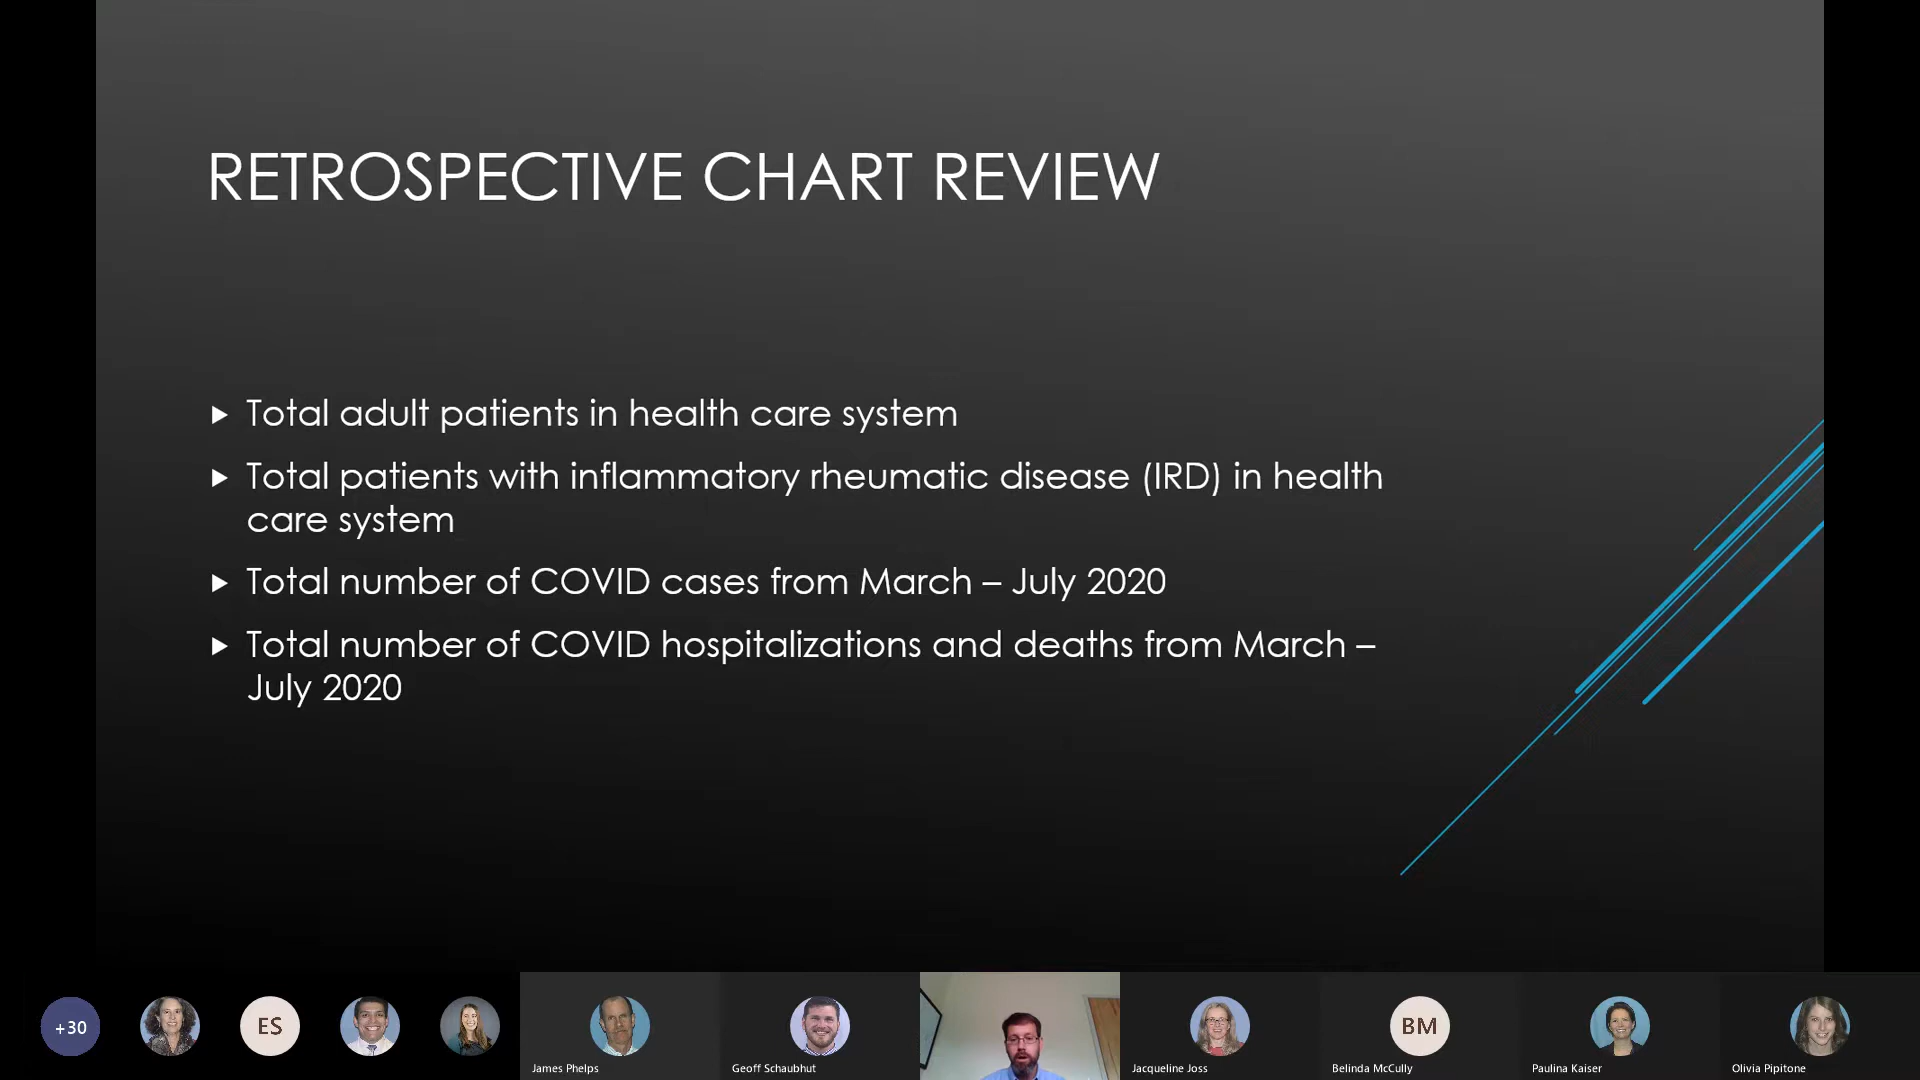 RETROSPECTIVE CHART REVIEW
Total adult patients in health care system
Total patients with inflammatory rheumatic disease (IRD) in health
care system
Total number of COVID cases from March – July 2020
Total number of COVID hospitalizations and deaths from March –
July 2020
+30
ES
BM
James Phelps
Geoff Schaubhut
Jacqueline Joss
Belinda McCully
Paulina Kaiser
Olivia Pipitone